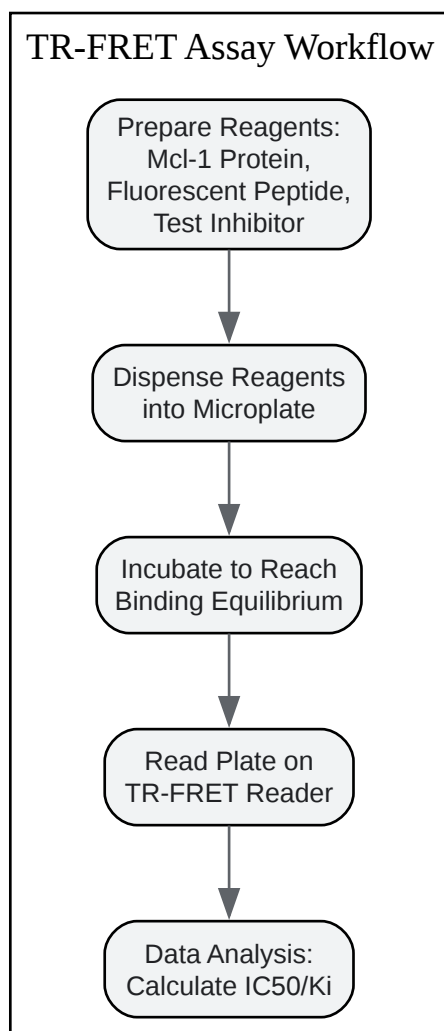 TR-FRET Assay Workflow
Prepare Reagents:
Mcl-1 Protein,
Fluorescent Peptide,
Test Inhibitor
Dispense Reagents
into Microplate
Incubate to Reach
Binding Equilibrium
Read Plate on
TR-FRET Reader
Data Analysis:
Calculate IC50/Ki